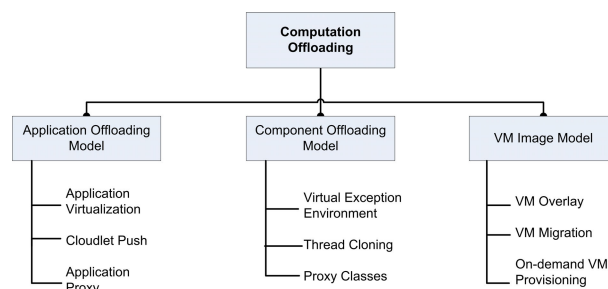 Computation
Offloading
Application Offloading
Model
Component Offloading
Model
VM Image Model
Application
Virtualization
Cloudlet Push
Application
Proxy
Virtual Exception
Environment
Thread Cloning
Proxy Classes
VM Overlay
VM Migration
On-demand VM
Provisioning